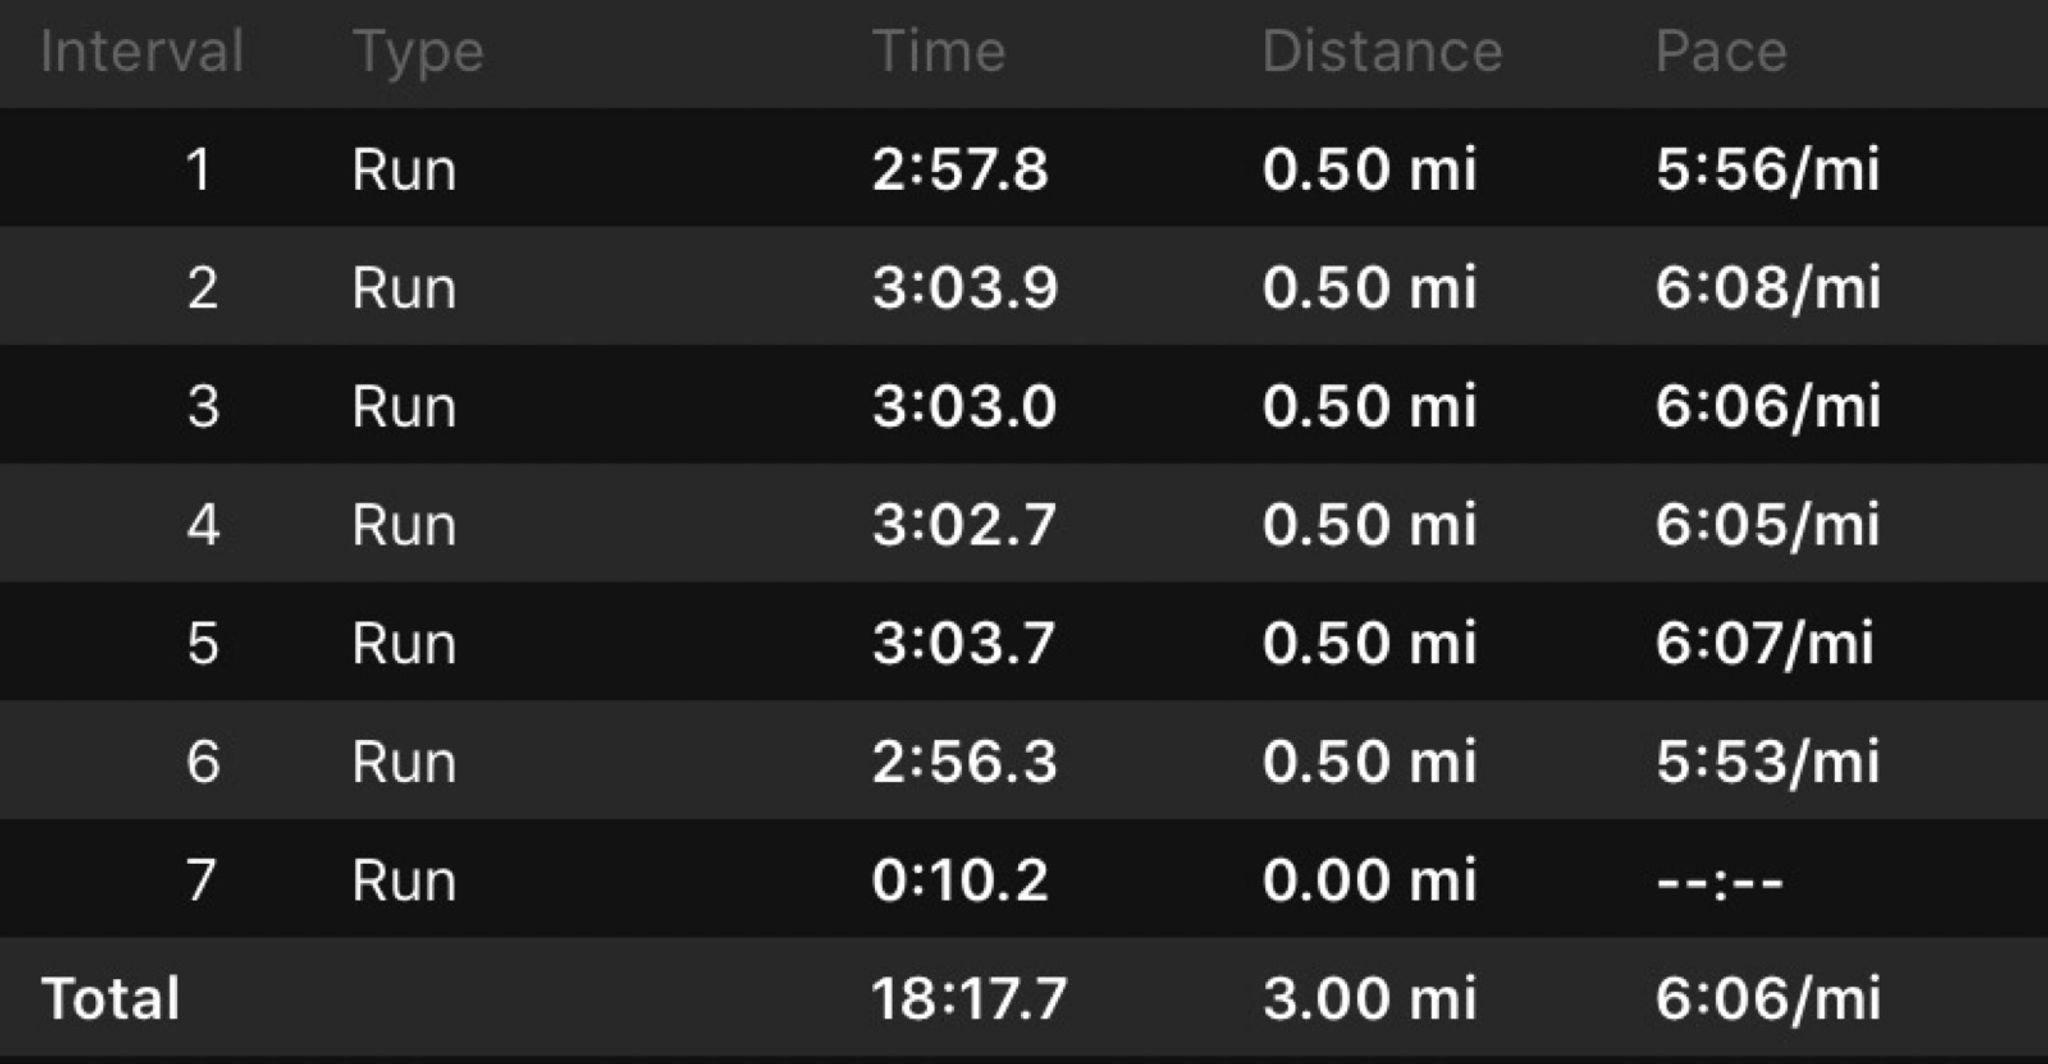 Interval Type Time Distance Pace
1 Run 2:57.8 0.50 mi 5:56/mi
2 Run 3:03.9 0.50 mi 6:08/mi
3 Run 3:03.0 0.50 mi 6:06/mi
4 Run 3:02.7 0.50 mi 6:05/mi
5 Run 3:03.7 0.50 mi 6:07/mi
6 Run 2:56.3 0.50 mi 5:53/mi
7 Run 0:10.2 0.00 mi --:--
Total 18:17.7 3.00 mi 6:06/mi